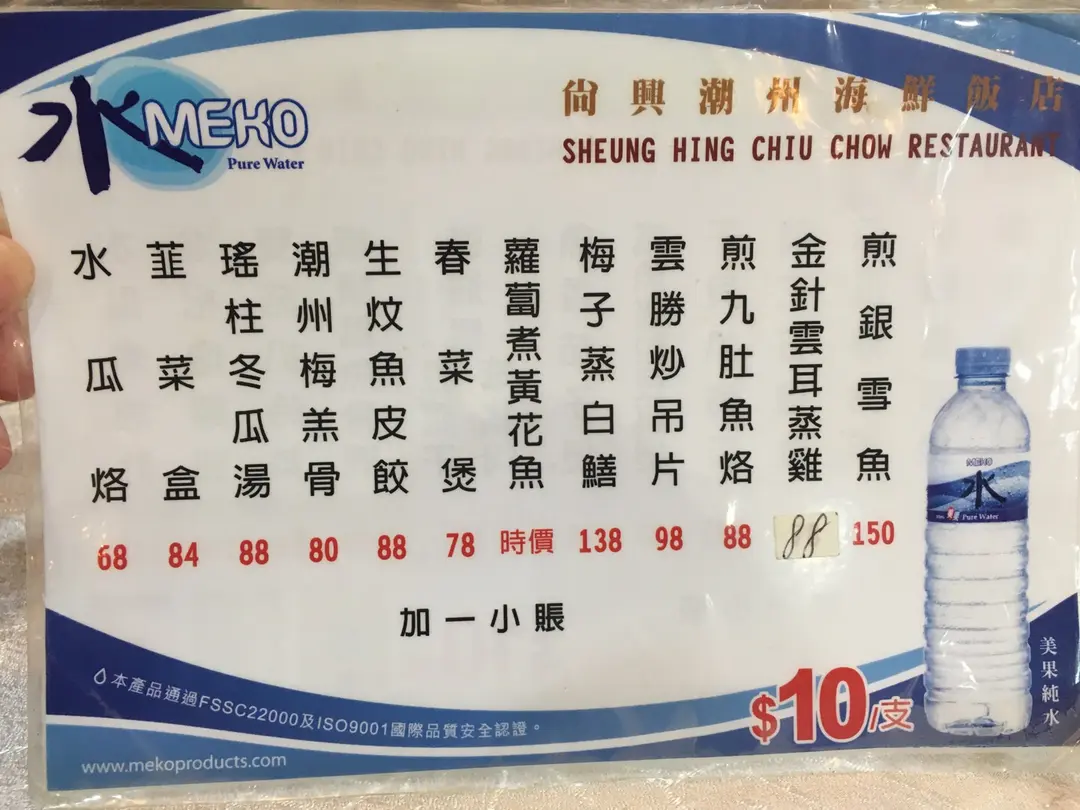 水MEKO
Pure Water
尙興潮州海鮮飯店
SHEUNG HING CHIU CHOW RESTAURANT
煎銀雪魚
150
金針雲耳蒸雞
88
煎九肚魚烙
88
雲勝炒吊片
98
梅子蒸白鱔
138
蘿蔔煮黃花魚
時價
春菜煲
78
生炆魚皮餃
88
潮州梅羔骨
80
瑤柱冬瓜湯
88
韮菜盒
84
水瓜烙
68
加一小賬
MEKO
水
Pure Water
美果純水
$10/支
本產品通過FSSC22000及ISO9001國際品質安全認證。
www.mekoproducts.com